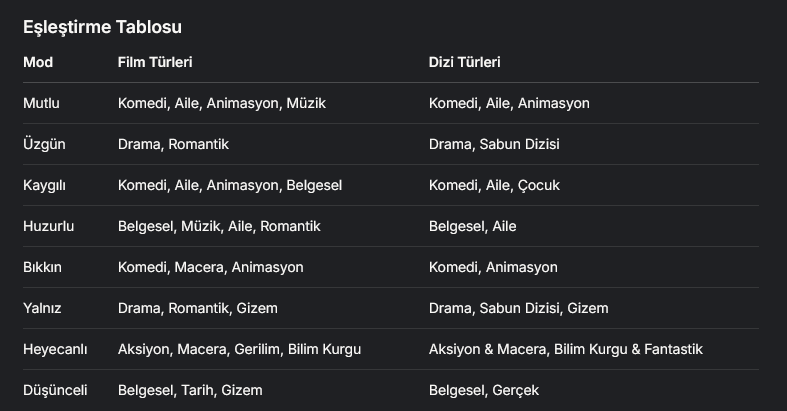 Eşleştirme Tablosu
Mod Film Türleri Dizi Türleri
Mutlu Komedi, Aile, Animasyon, Müzik Komedi, Aile, Animasyon
Üzgün Drama, Romantik Drama, Sabun Dizisi
Kaygılı Komedi, Aile, Animasyon, Belgesel Komedi, Aile, Çocuk
Huzurlu Belgesel, Müzik, Aile, Romantik Belgesel, Aile
Bıkkın Komedi, Macera, Animasyon Komedi, Animasyon
Yalnız Drama, Romantik, Gizem Drama, Sabun Dizisi, Gizem
Heyecanlı Aksiyon, Macera, Gerilim, Bilim Kurgu Aksiyon & Macera, Bilim Kurgu & Fantastik
Düşünceli Belgesel, Tarih, Gizem Belgesel, Gerçek